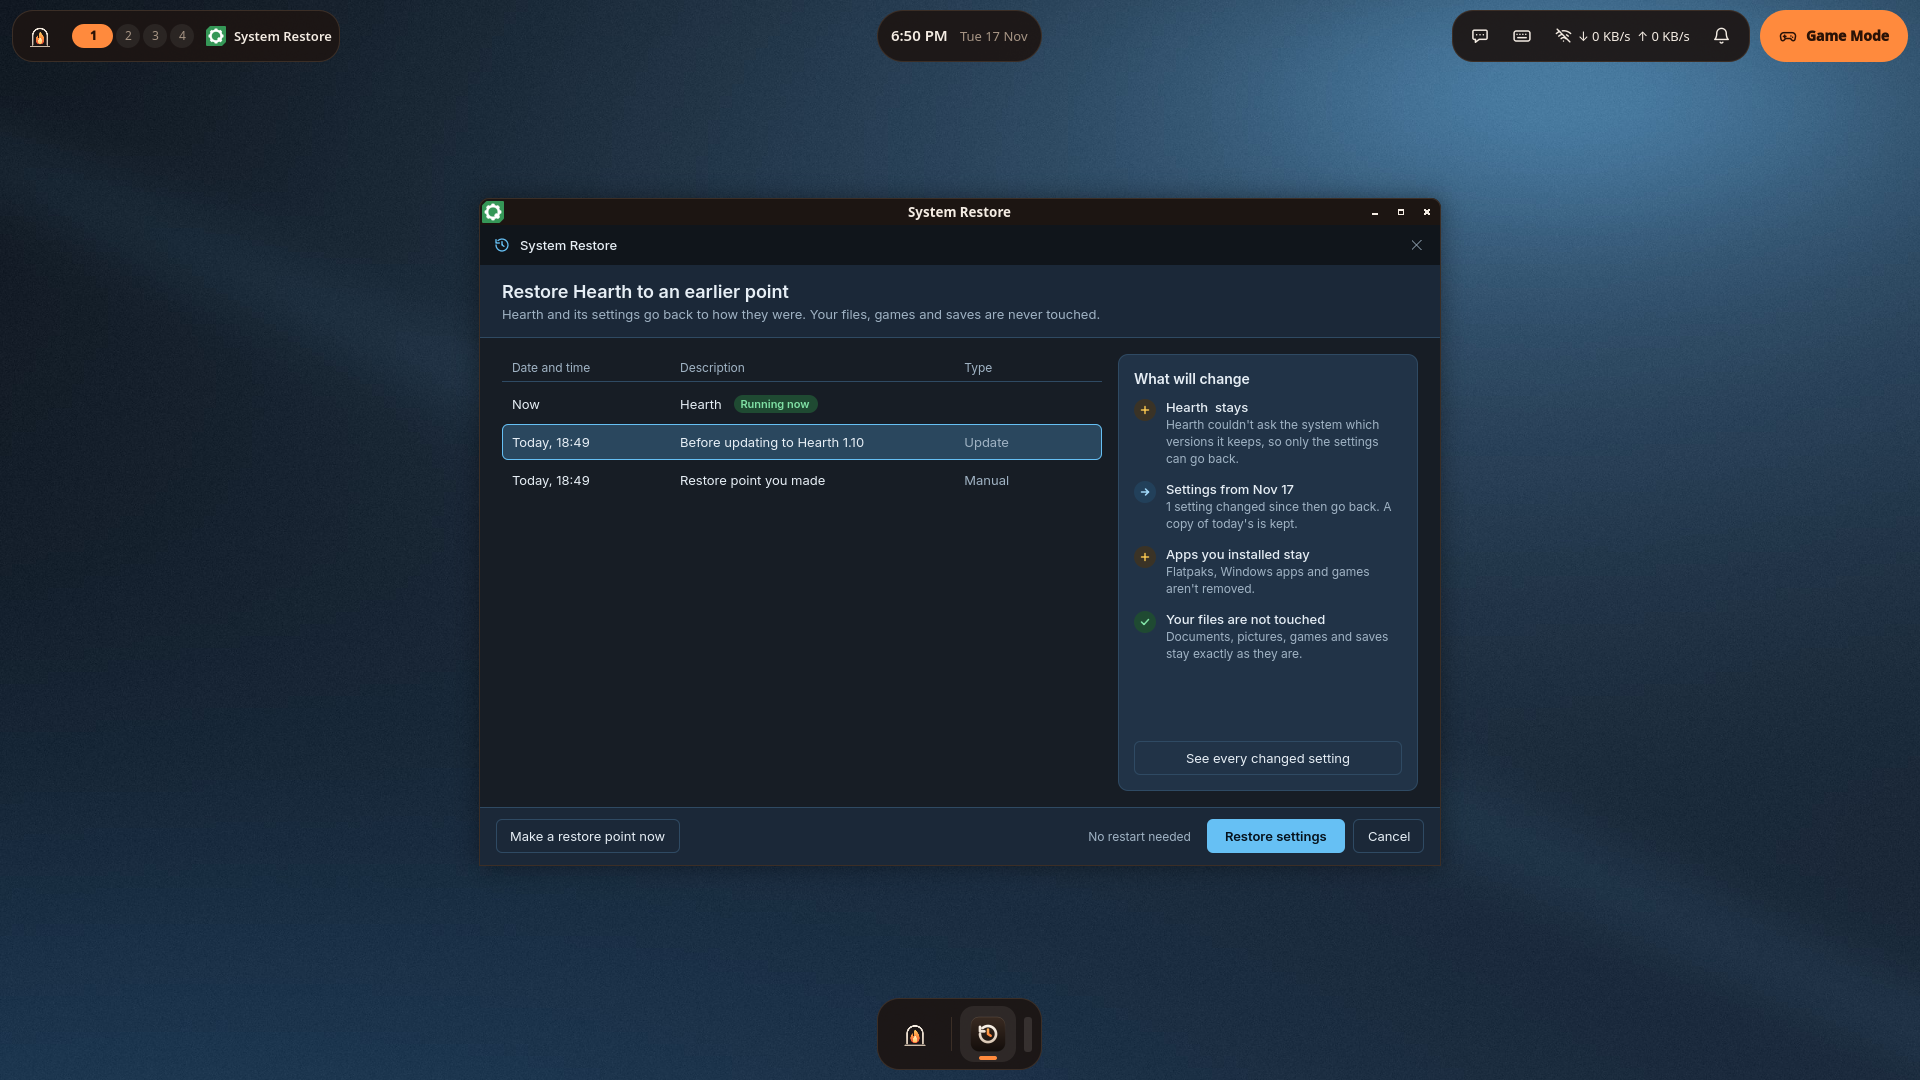 1 2 3 4 System Restore
6:50 PM Tue 17 Nov
↓ 0 KB/s ↑ 0 KB/s
Game Mode
System Restore
System Restore
Restore Hearth to an earlier point
Hearth and its settings go back to how they were. Your files, games and saves are never touched.
Date and time Description Type
Now Hearth Running now
Today, 18:49 Before updating to Hearth 1.10 Update
Today, 18:49 Restore point you made Manual
What will change
Hearth  stays
Hearth couldn't ask the system which
versions it keeps, so only the settings
can go back.
Settings from Nov 17
1 setting changed since then go back. A
copy of today's is kept.
Apps you installed stay
Flatpaks, Windows apps and games
aren't removed.
Your files are not touched
Documents, pictures, games and saves
stay exactly as they are.
See every changed setting
Make a restore point now
No restart needed
Restore settings
Cancel